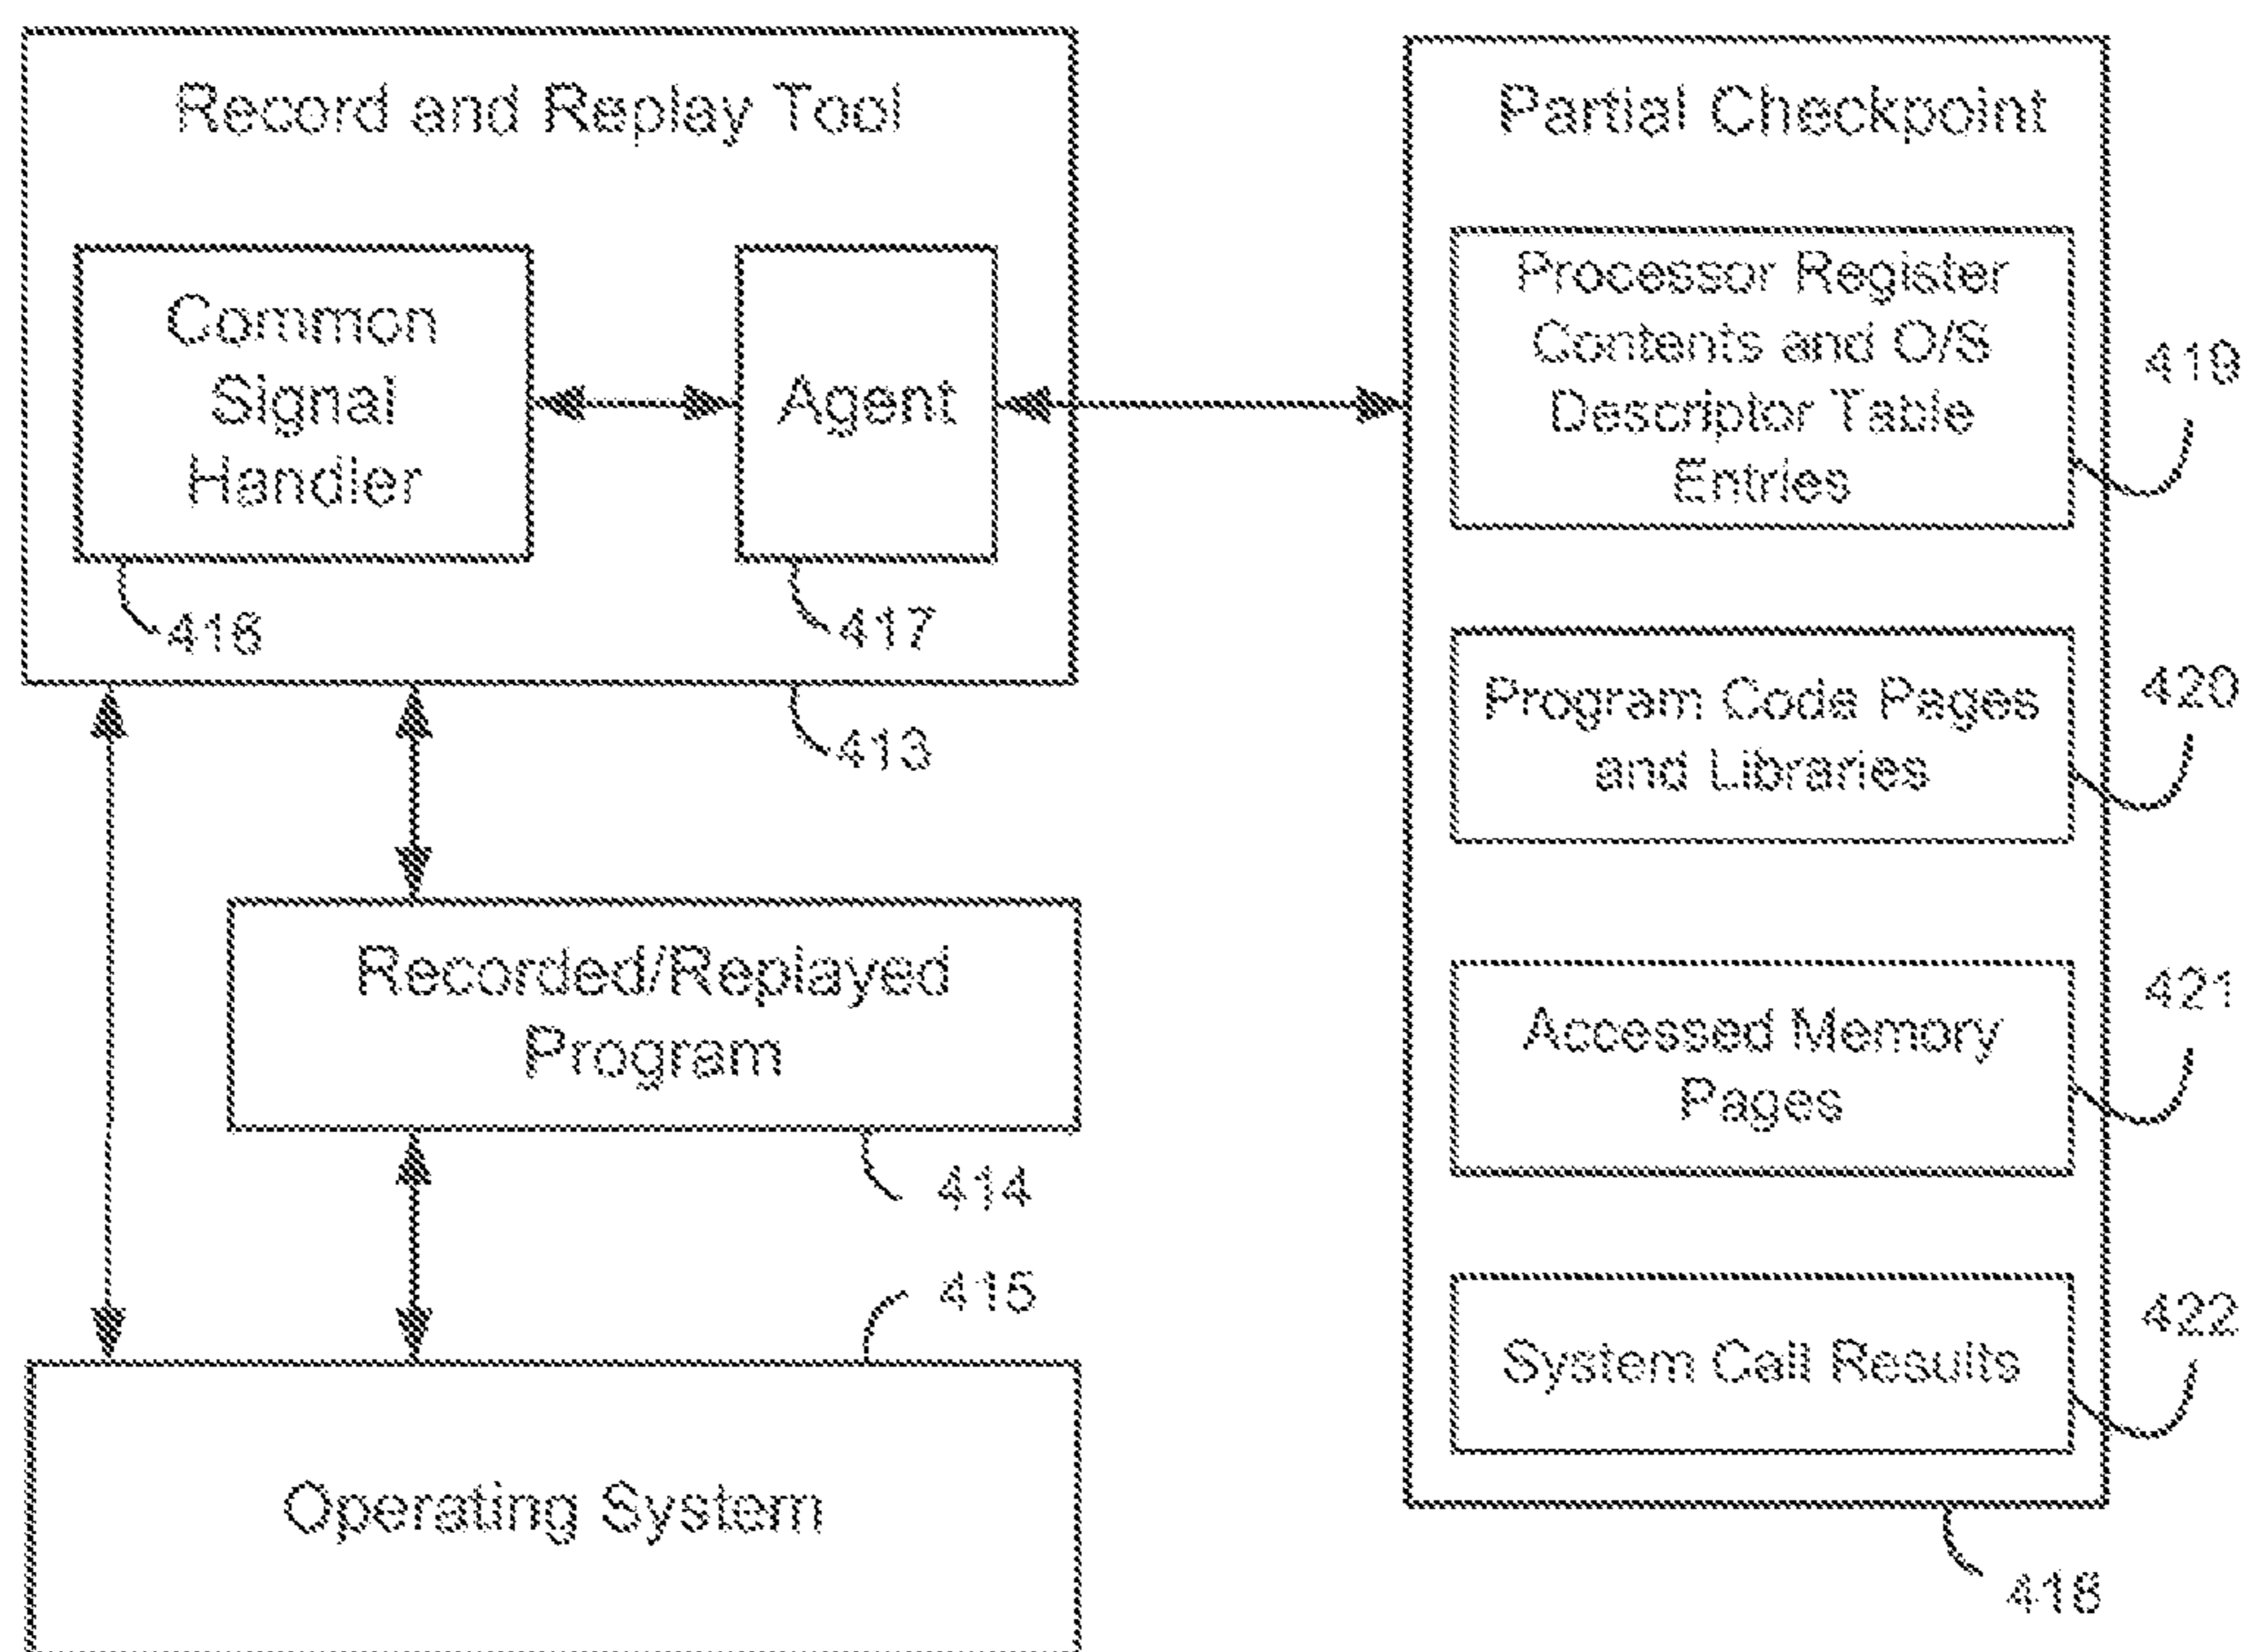 Record and Replay Tool
Common
Signal
Handler
Agent
416
417
413
Recorded/Replayed
Program
414
415
Operating System
Partial Checkpoint
Processor Register
Contents and O/S
Descriptor Table
Entries
419
Program Code Pages
and Libraries
420
Accessed Memory
Pages
421
System Call Results
422
418